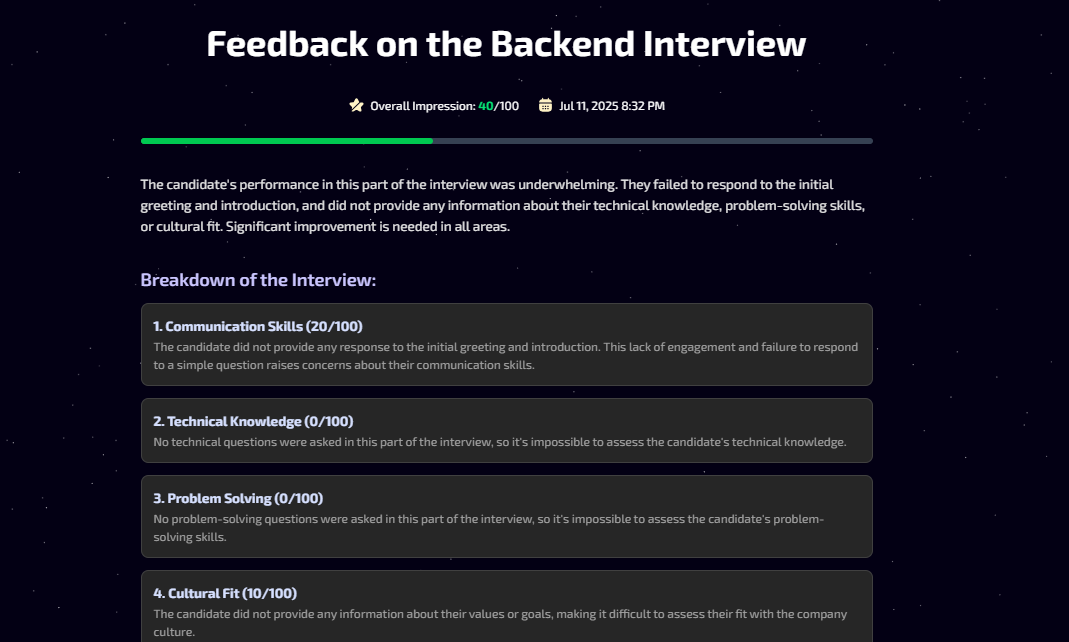 Feedback on the Backend Interview
Overall Impression: 40/100 Jul 11, 2025 8:32 PM
The candidate's performance in this part of the interview was underwhelming. They failed to respond to the initial
greeting and introduction, and did not provide any information about their technical knowledge, problem-solving skills,
or cultural fit. Significant improvement is needed in all areas.
Breakdown of the Interview:
1. Communication Skills (20/100)
The candidate did not provide any response to the initial greeting and introduction. This lack of engagement and failure to respond
to a simple question raises concerns about their communication skills.
2. Technical Knowledge (0/100)
No technical questions were asked in this part of the interview, so it's impossible to assess the candidate's technical knowledge.
3. Problem Solving (0/100)
No problem-solving questions were asked in this part of the interview, so it's impossible to assess the candidate's problem-
solving skills.
4. Cultural Fit (10/100)
The candidate did not provide any information about their values or goals, making it difficult to assess their fit with the company
culture.